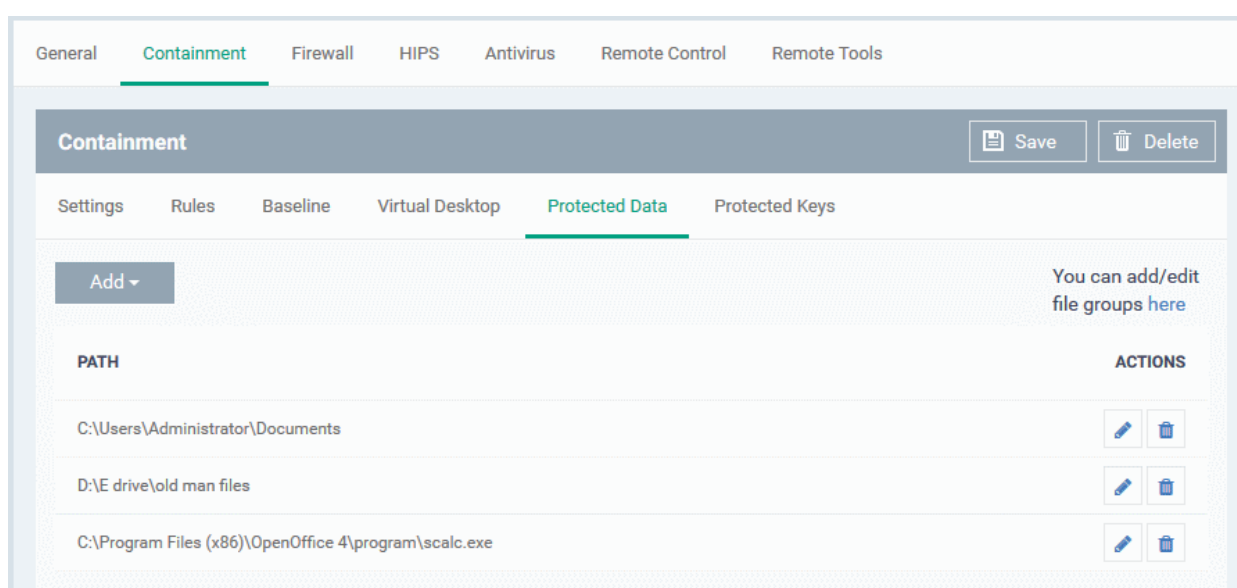 General Containment Firewall HIPS Antivirus Remote Control Remote Tools
Containment Save Delete
Settings Rules Baseline Virtual Desktop Protected Data Protected Keys
Add
You can add/edit
file groups here
PATH ACTIONS
C:\Users\Administrator\Documents
D:\E drive\old man files
C:\Program Files (x86)\OpenOffice 4\program\scalc.exe